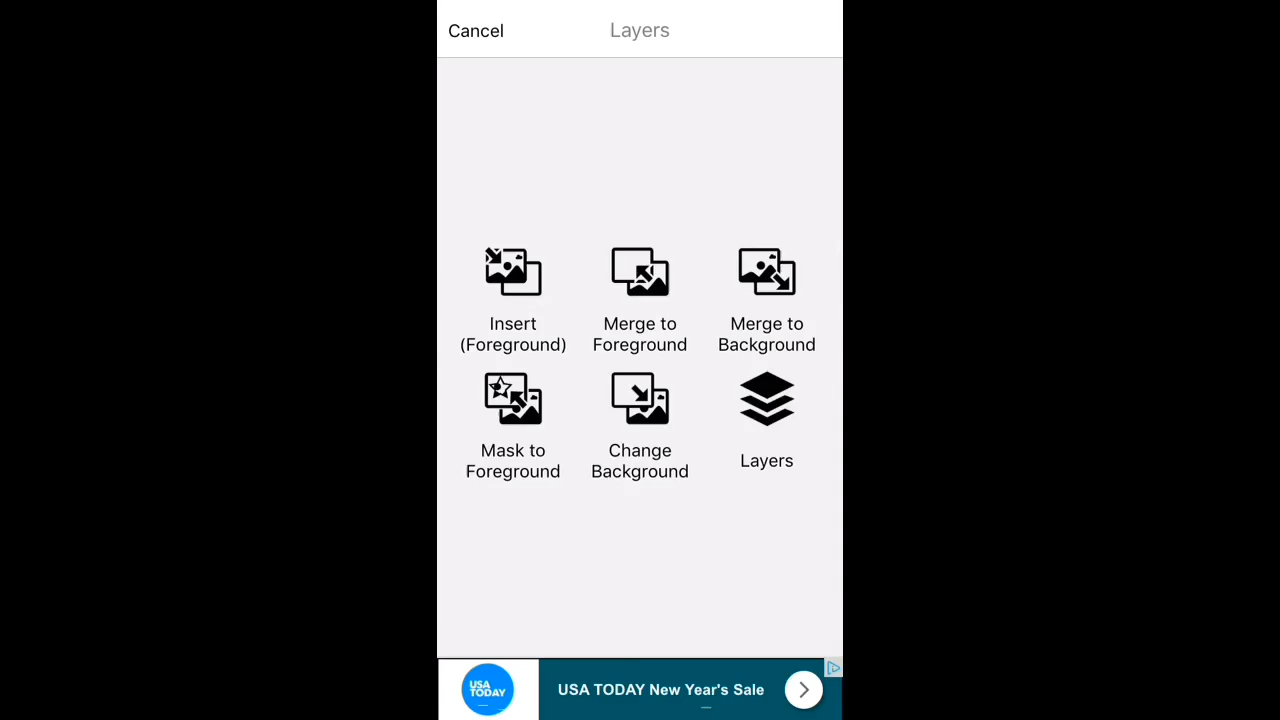 Cancel
Layers
Insert
(Foreground)
Merge to
Foreground
Merge to
Background
Mask to
Foreground
Change
Background
Layers
USA
TODAY
USA TODAY New Year's Sale